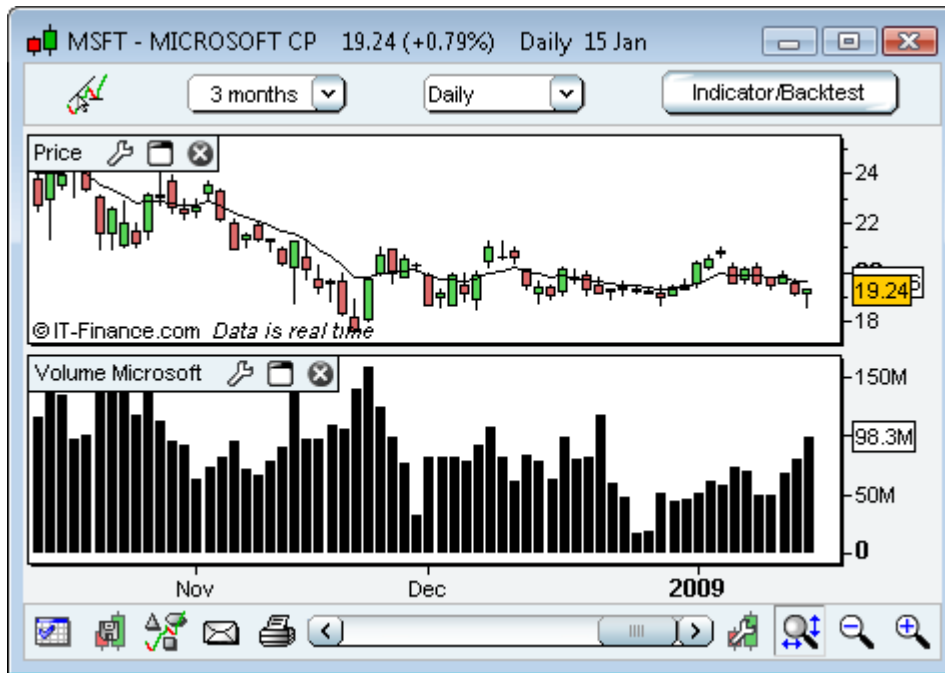 MSFT - MICROSOFT CP 19.24 (+0.79%) Daily 15 Jan
3 months Daily Indicator/Backtest
Price
24
22
19.24
18
© IT-Finance.com Data is real time
Volume Microsoft
150M
98.3M
50M
0
Nov Dec 2009